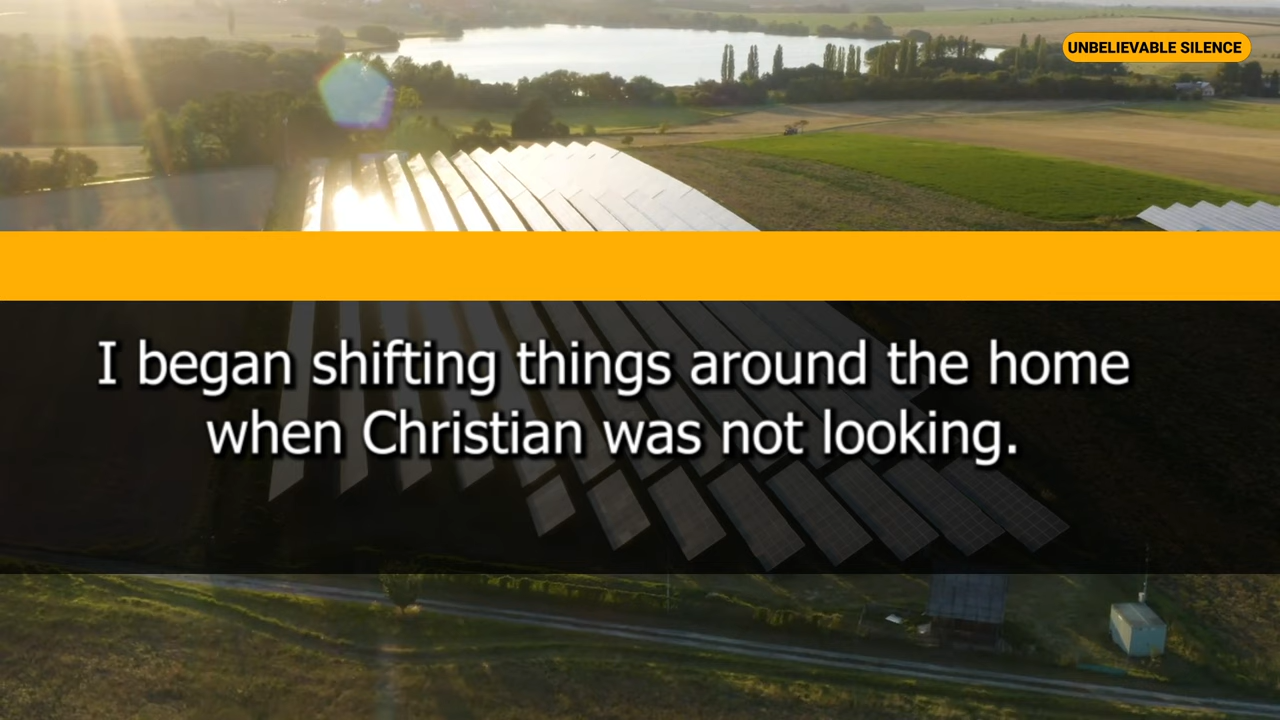 UNBELIEVABLE SILENCE
I began shifting things around the home
when Christian was not looking.